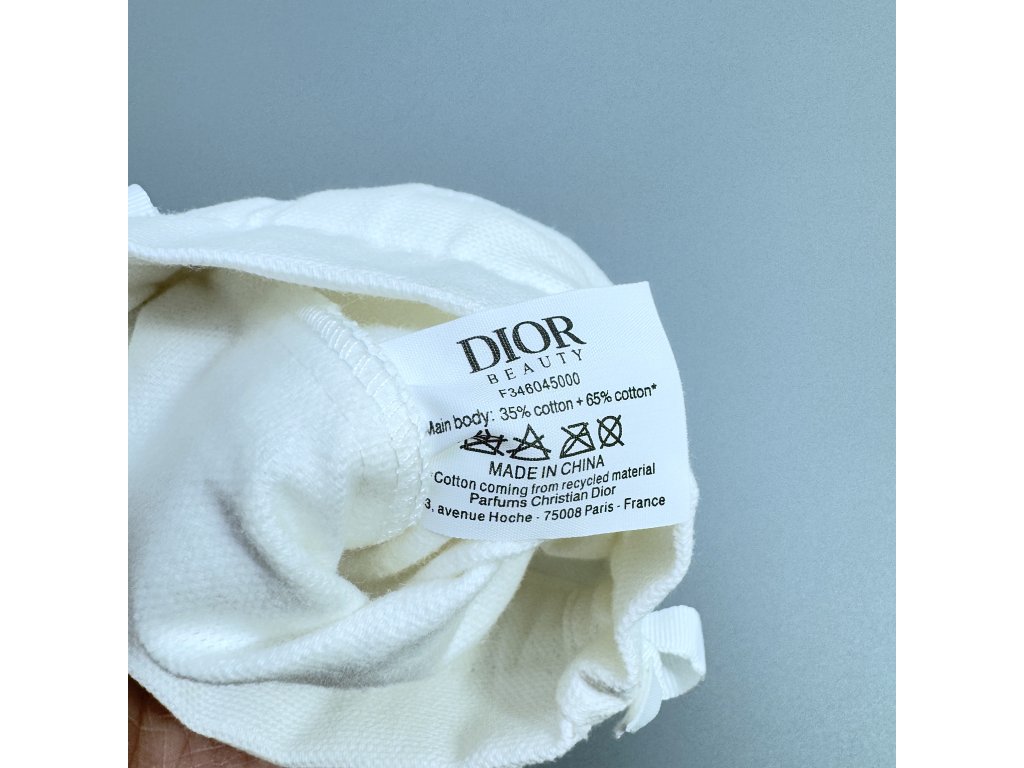 DIOR
BEAUTY
F346045000
Main body: 35% cotton + 65% cotton*
MADE IN CHINA
*Cotton coming from recycled material
Parfums Christian Dior
3, avenue Hoche - 75008 Paris - France